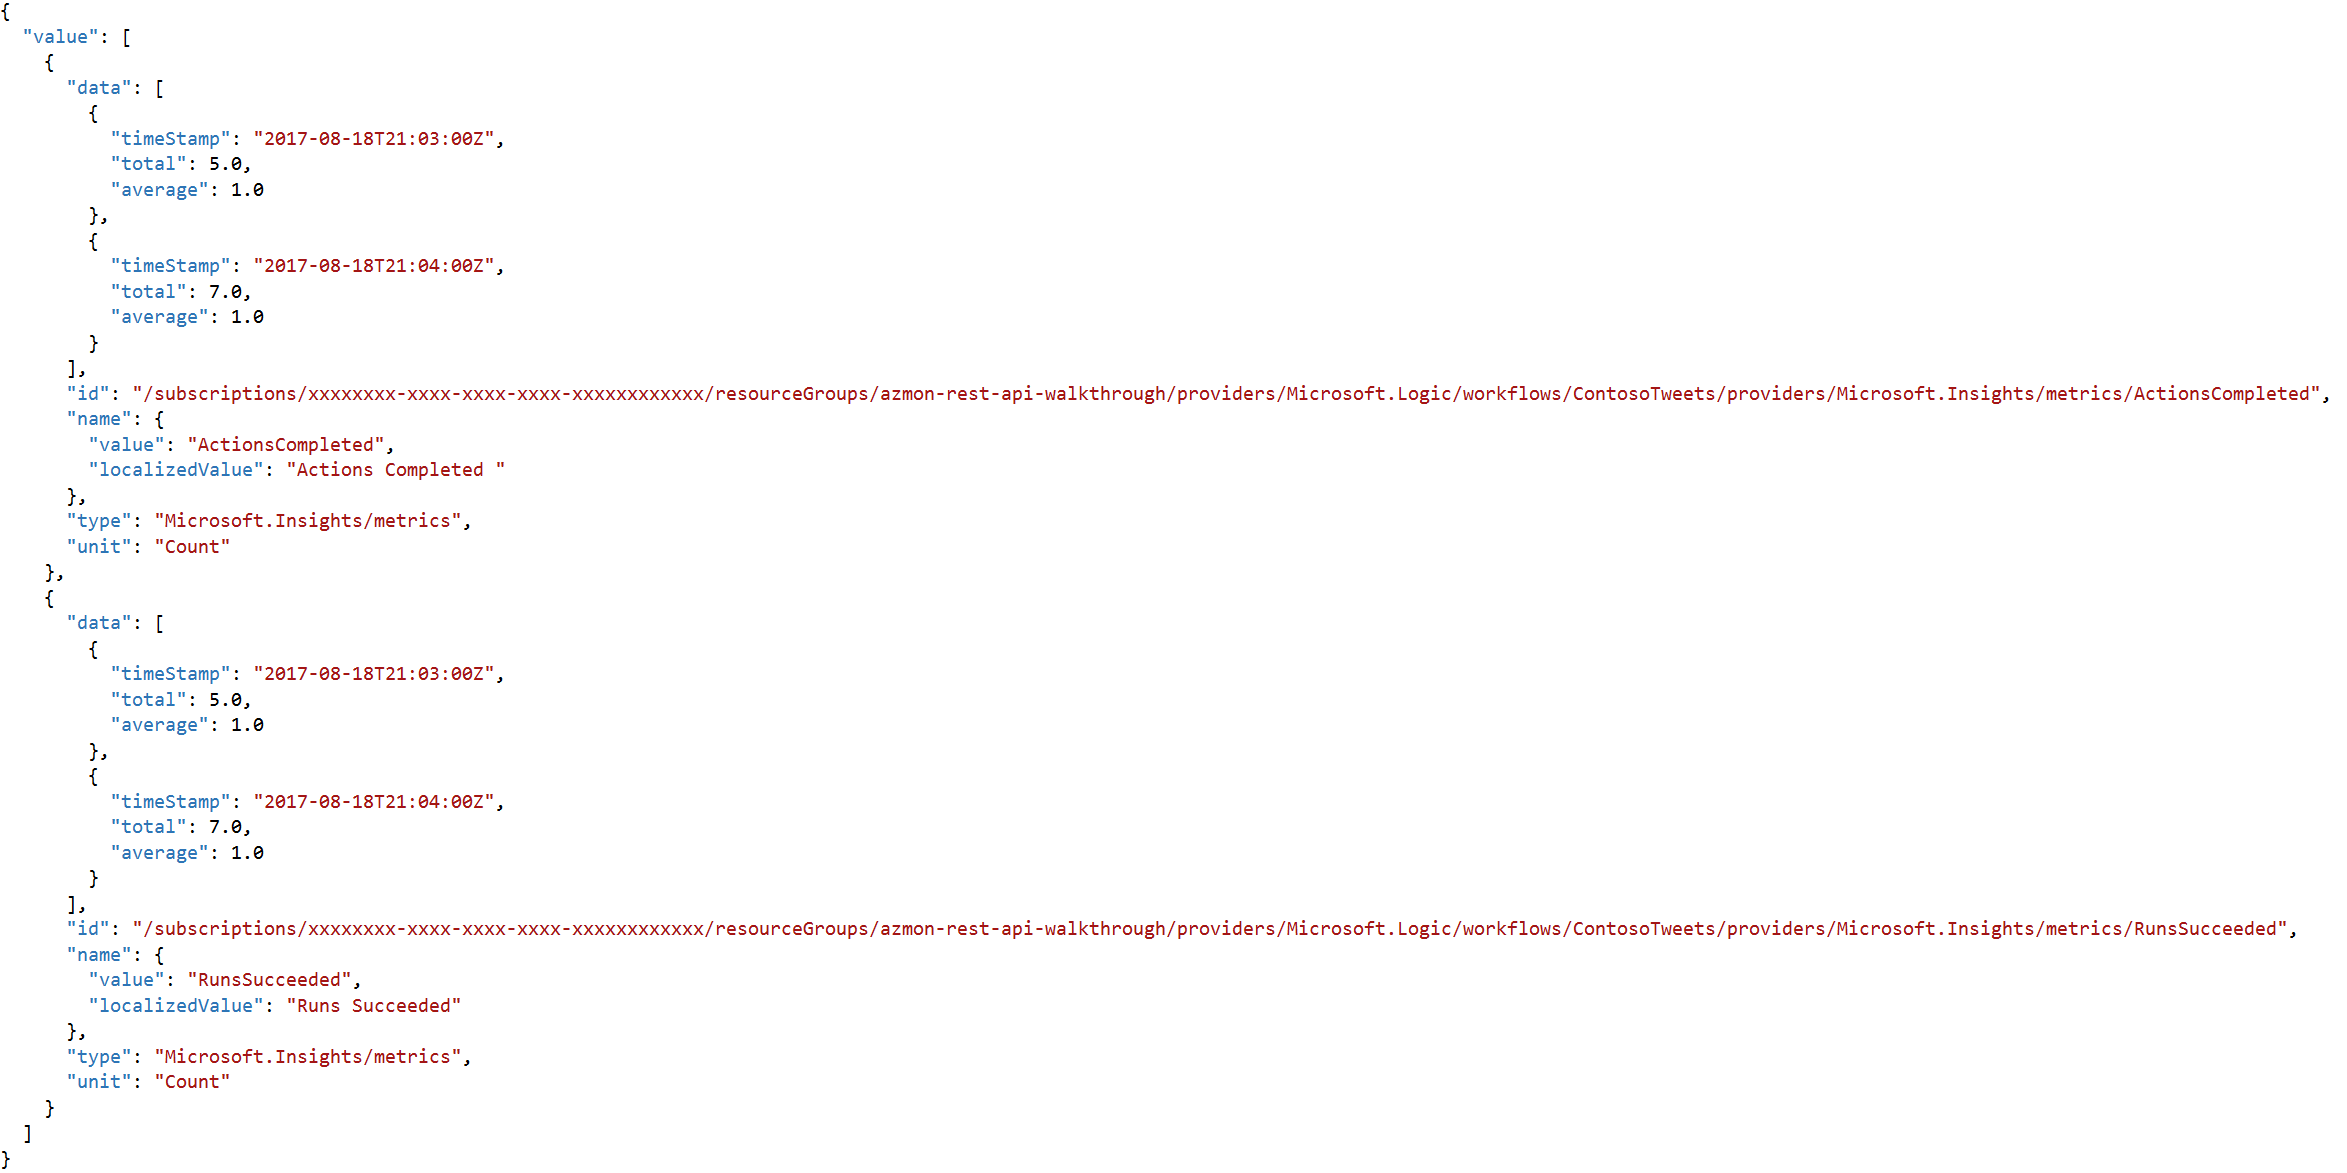 {
  "value": [
    {
      "data": [
        {
          "timeStamp": "2017-08-18T21:03:00Z",
          "total": 5.0,
          "average": 1.0
        },
        {
          "timeStamp": "2017-08-18T21:04:00Z",
          "total": 7.0,
          "average": 1.0
        }
      ],
      "id": "/subscriptions/xxxxxxxx-xxxx-xxxx-xxxx-xxxxxxxxxxxx/resourceGroups/azmon-rest-api-walkthrough/providers/Microsoft.Logic/workflows/ContosoTweets/providers/Microsoft.Insights/metrics/ActionsCompleted",
      "name": {
        "value": "ActionsCompleted",
        "localizedValue": "Actions Completed "
      },
      "type": "Microsoft.Insights/metrics",
      "unit": "Count"
    },
    {
      "data": [
        {
          "timeStamp": "2017-08-18T21:03:00Z",
          "total": 5.0,
          "average": 1.0
        },
        {
          "timeStamp": "2017-08-18T21:04:00Z",
          "total": 7.0,
          "average": 1.0
        }
      ],
      "id": "/subscriptions/xxxxxxxx-xxxx-xxxx-xxxx-xxxxxxxxxxxx/resourceGroups/azmon-rest-api-walkthrough/providers/Microsoft.Logic/workflows/ContosoTweets/providers/Microsoft.Insights/metrics/RunsSucceeded",
      "name": {
        "value": "RunsSucceeded",
        "localizedValue": "Runs Succeeded"
      },
      "type": "Microsoft.Insights/metrics",
      "unit": "Count"
    }
  ]
}